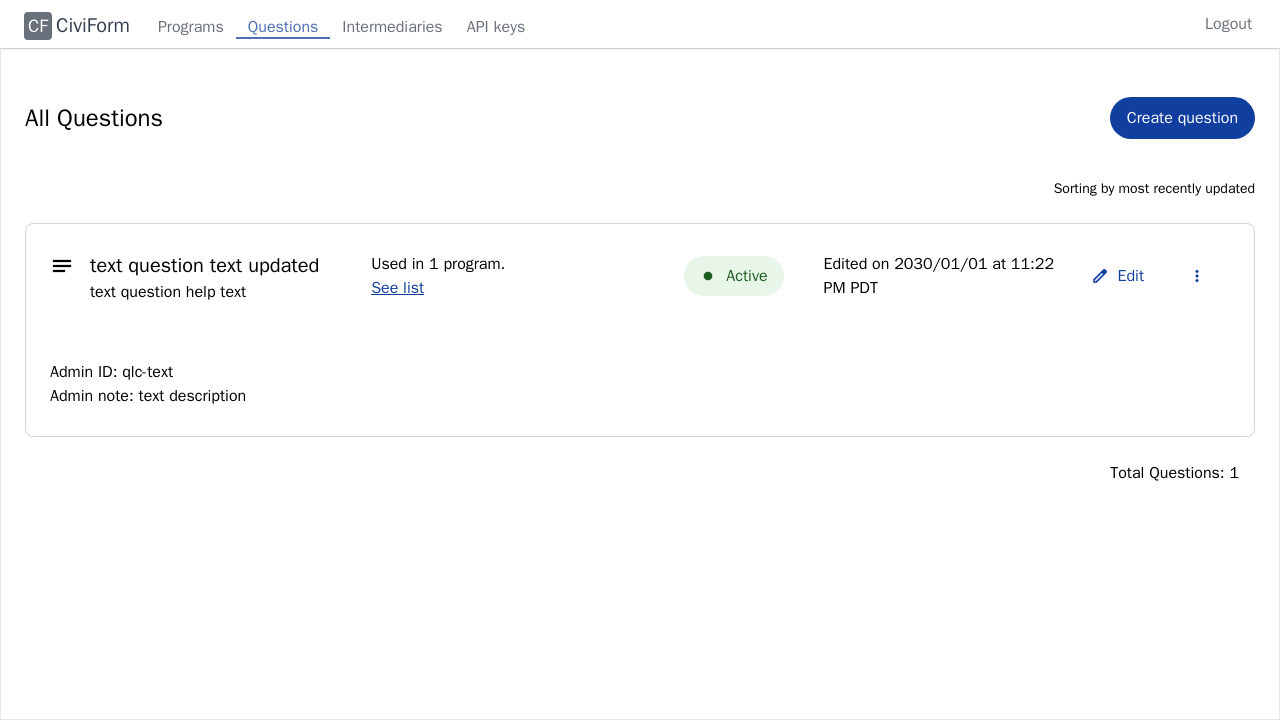 CF CiviForm Programs Questions Intermediaries API keys Logout
All Questions
Create question
Sorting by most recently updated
text question text updated
text question help text
Used in 1 program.
See list
Active
Edited on 2030/01/01 at 11:22
PM PDT
Edit
Admin ID: qlc-text
Admin note: text description
Total Questions: 1